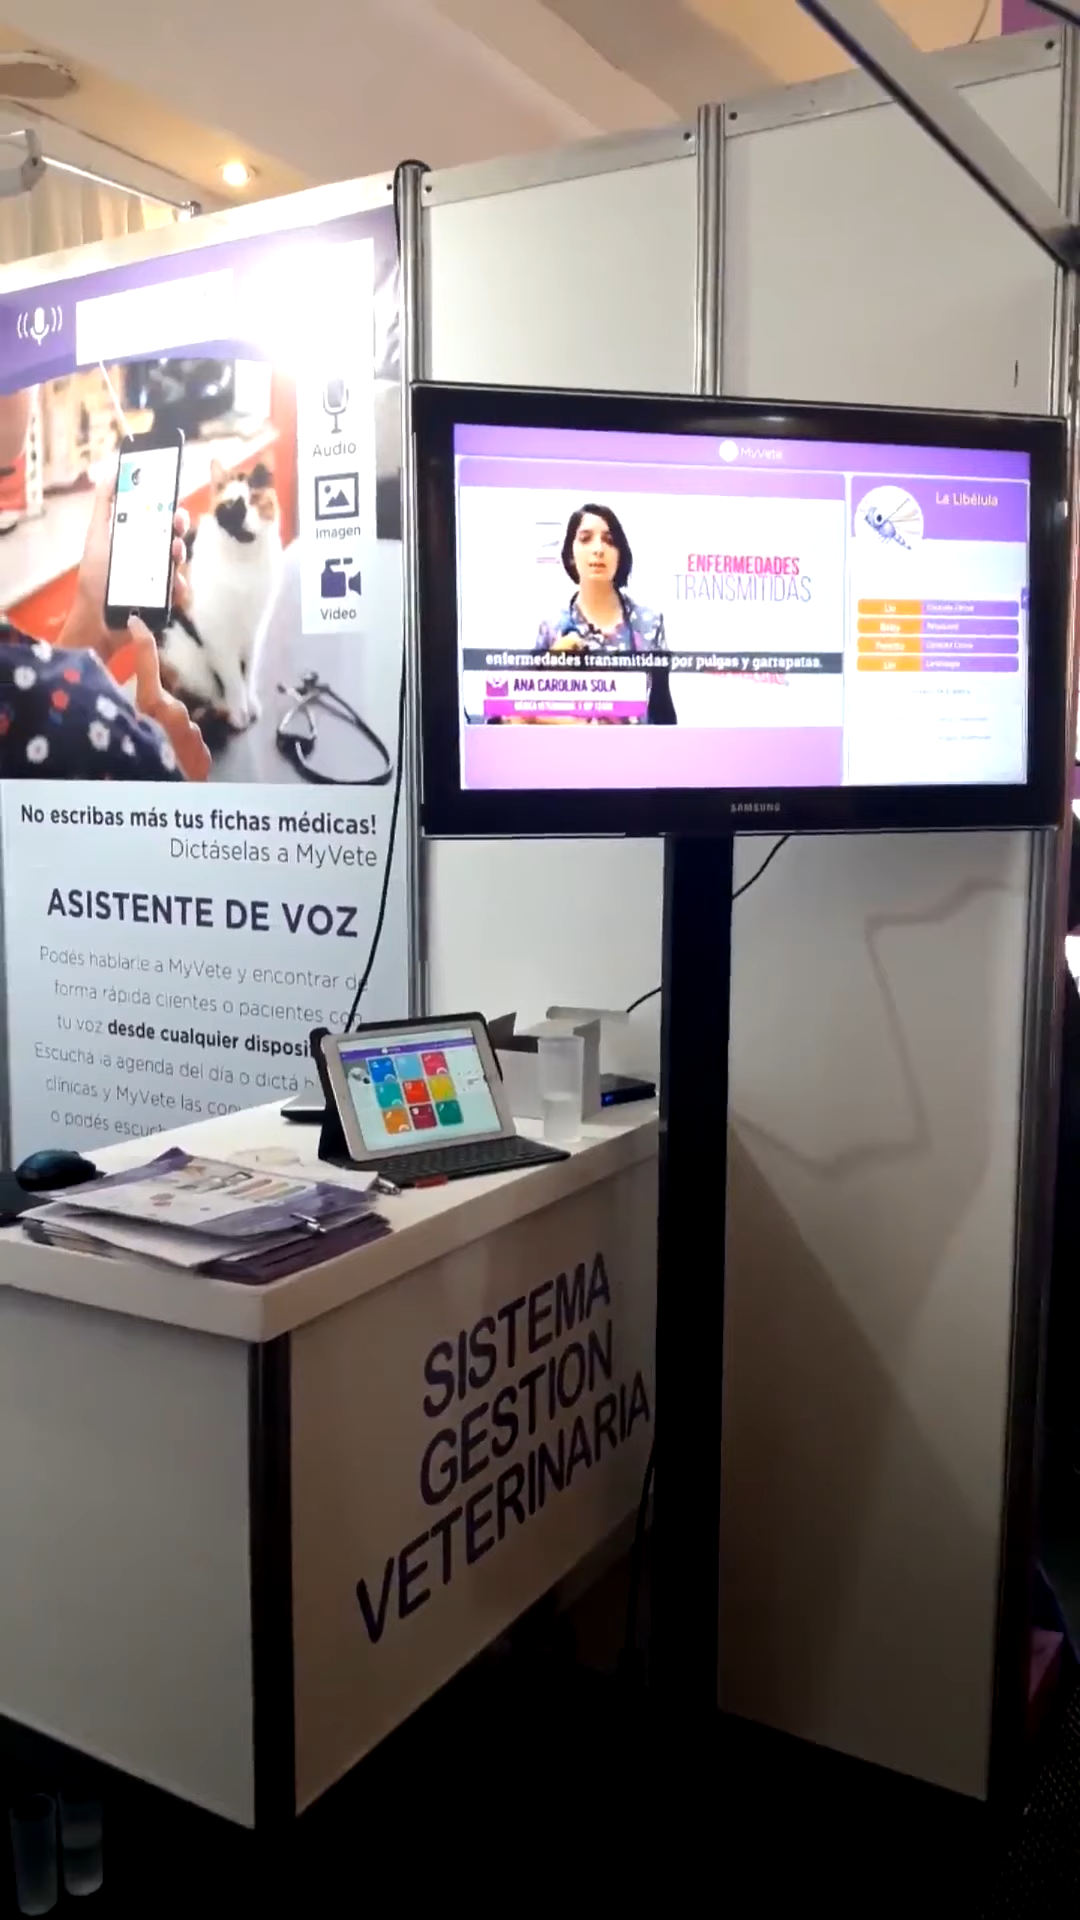 Audio
Imagen
Video
No escribas más tus fichas médicas!
Dictáselas a MyVete
ASISTENTE DE VOZ
Podés hablarle a MyVete y encontrar de
forma rápida clientes o pacientes con
tu voz desde cualquier disposi
Escuchá la agenda del día o dictá h
clínicas y MyVete las con
o podés escuch
MyVete
ENFERMEDADES
TRANSMITIDAS
enfermedades transmitidas por pulgas y garrapatas.
ANA CAROLINA SOLA
La Libélula
SAMSUNG
SISTEMA
GESTION
VETERINARIA